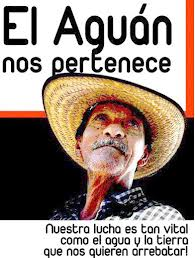 El Aguán
nos pertenece
Nuestra lucha es tan vital
como el agua y la tierra
que nos quieren arrebatar!